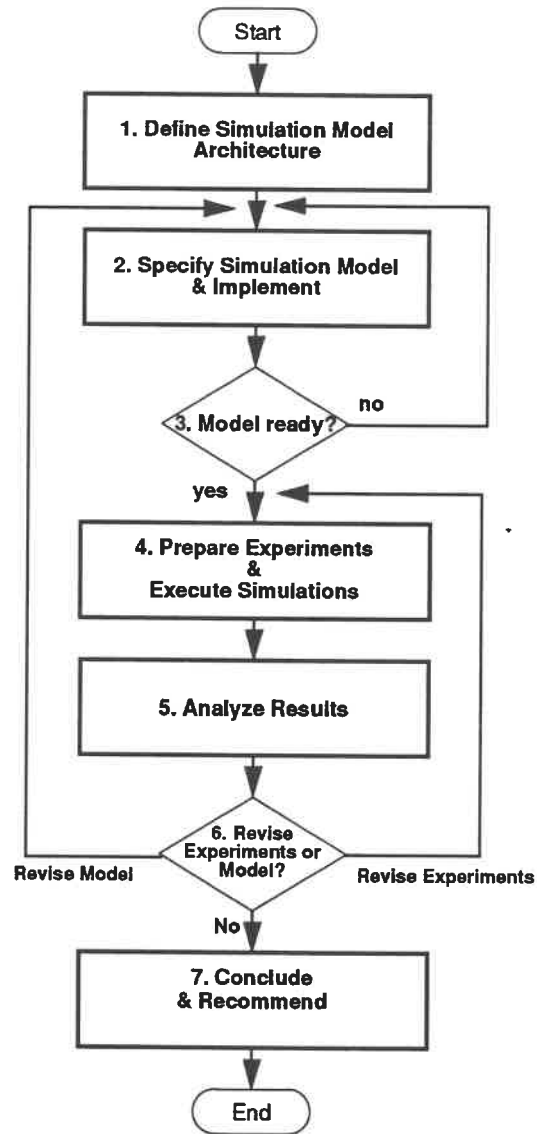 Start
1. Define Simulation Model
Architecture
2. Specify Simulation Model
& Implement
3. Model ready?
no
yes
4. Prepare Experiments
&
Execute Simulations
5. Analyze Results
6. Revise
Experiments or
Model?
Revise Model
Revise Experiments
No
7. Conclude
& Recommend
End